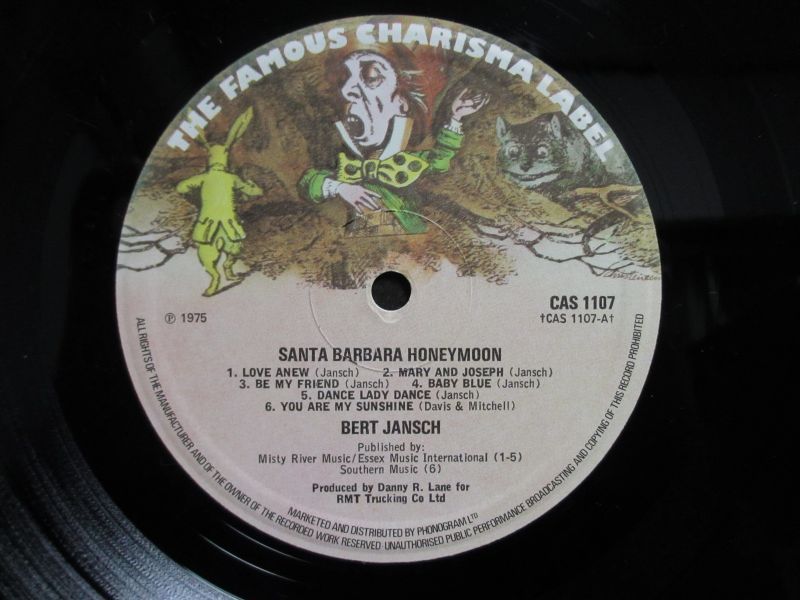 THE FAMOUS CHARISMA LABEL
℗ 1975
CAS 1107
†CAS 1107-A†
SANTA BARBARA HONEYMOON
1. LOVE ANEW (Jansch) 2. MARY AND JOSEPH (Jansch)
3. BE MY FRIEND (Jansch) 4. BABY BLUE (Jansch)
5. DANCE LADY DANCE (Jansch)
6. YOU ARE MY SUNSHINE (Davis & Mitchell)
BERT JANSCH
Published by:
Misty River Music/Essex Music International (1-5)
Southern Music (6)
Produced by Danny R. Lane for
RMT Trucking Co Ltd
MARKETED AND DISTRIBUTED BY PHONOGRAM LTD
ALL RIGHTS OF THE MANUFACTURER AND OF THE OWNER OF THE RECORDED WORK RESERVED·UNAUTHORISED PUBLIC PERFORMANCE BROADCASTING AND COPYING OF THIS RECORD PROHIBITED